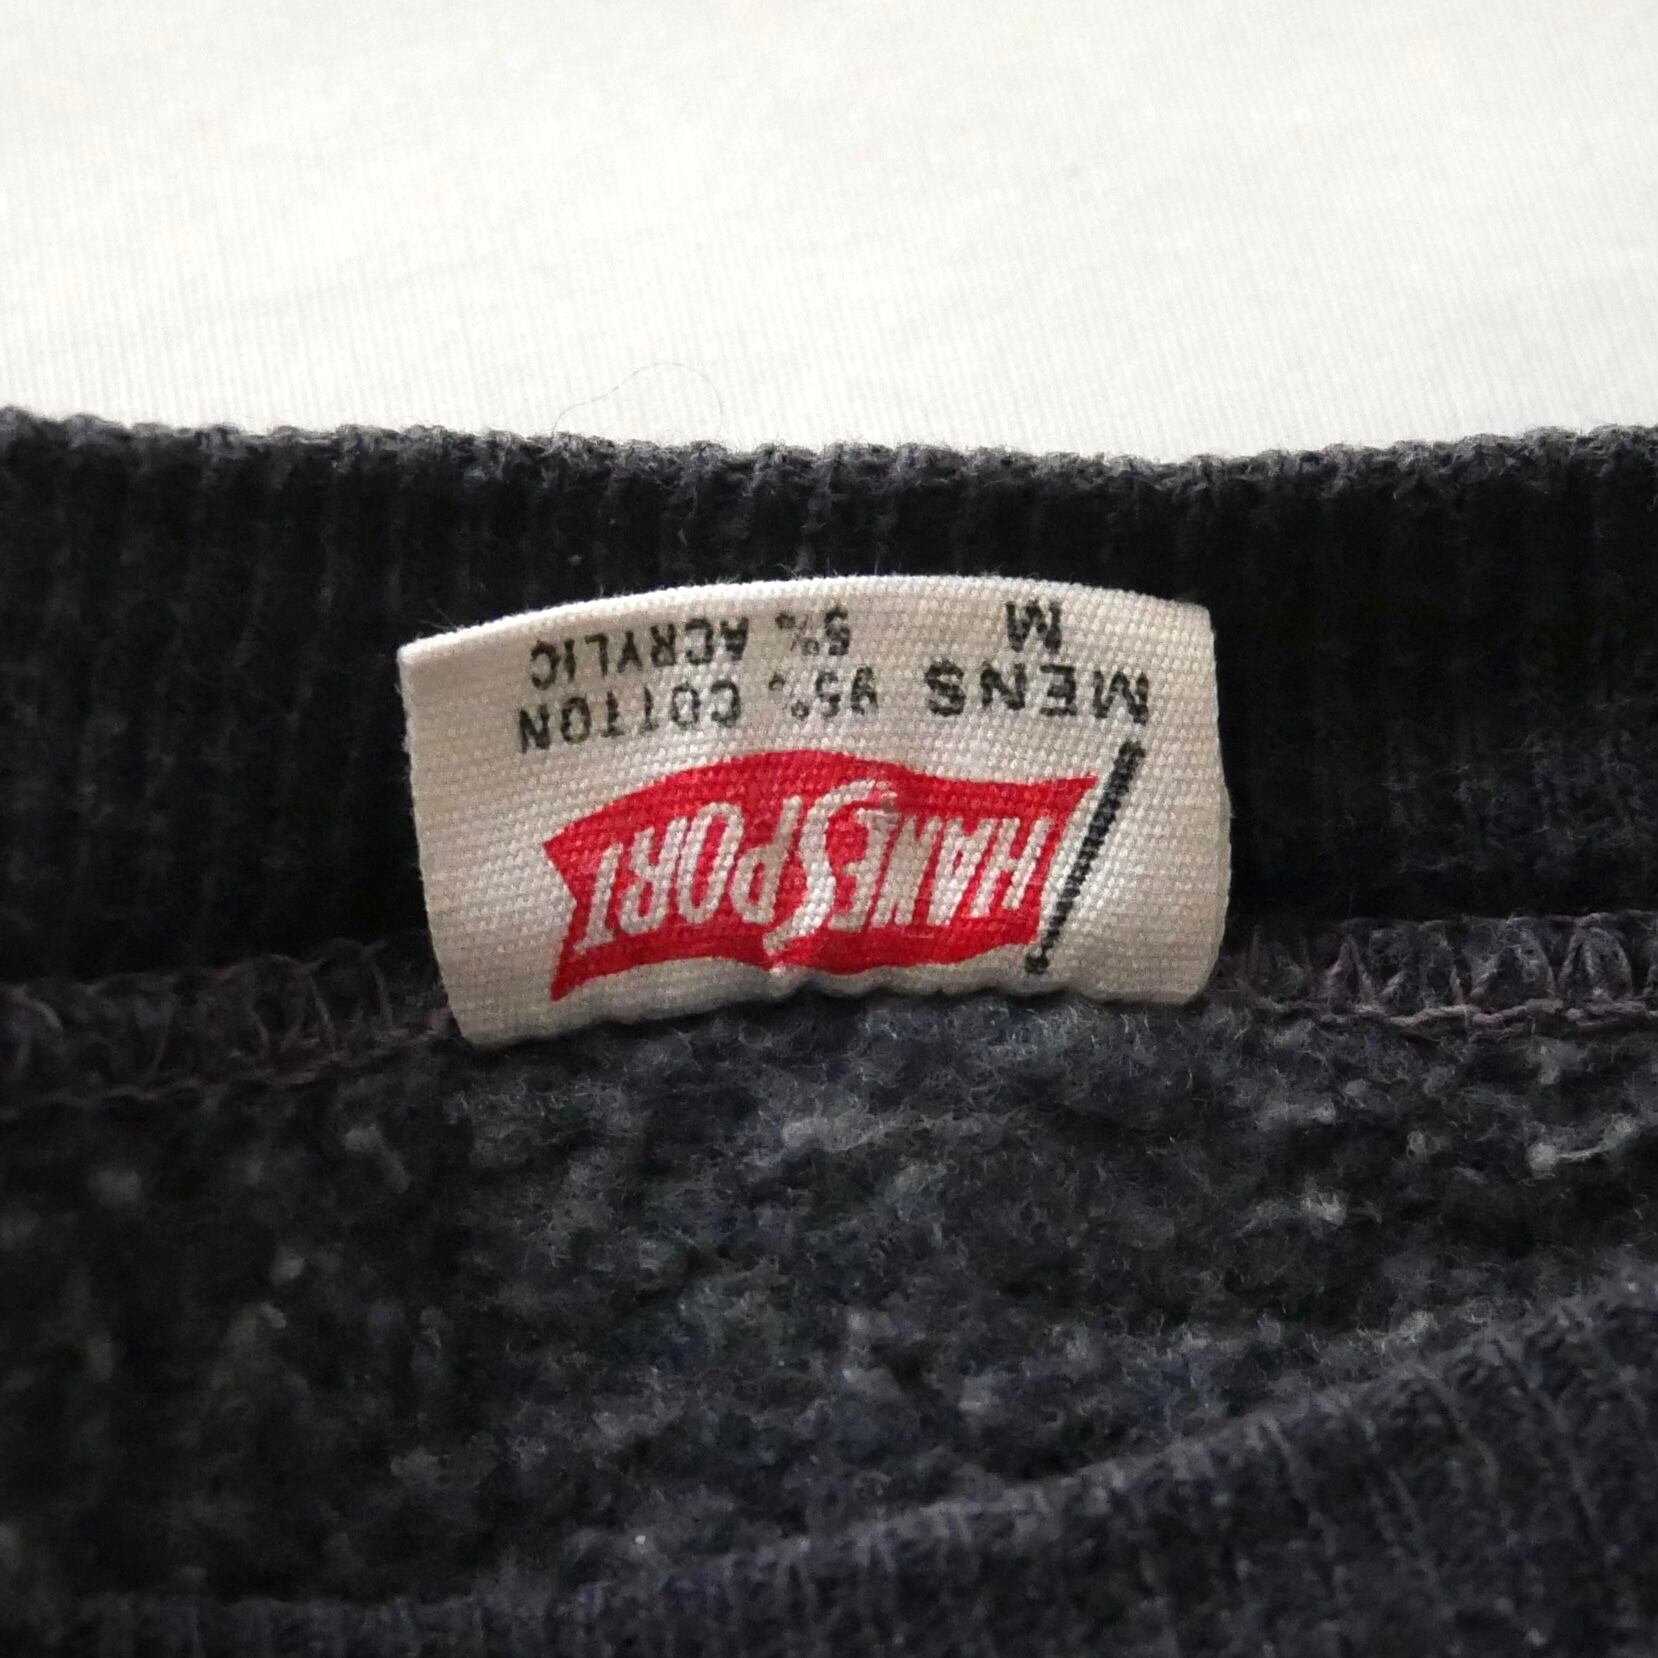 HANESPORT
MENS 95% COTTON
M 5% ACRYLIC